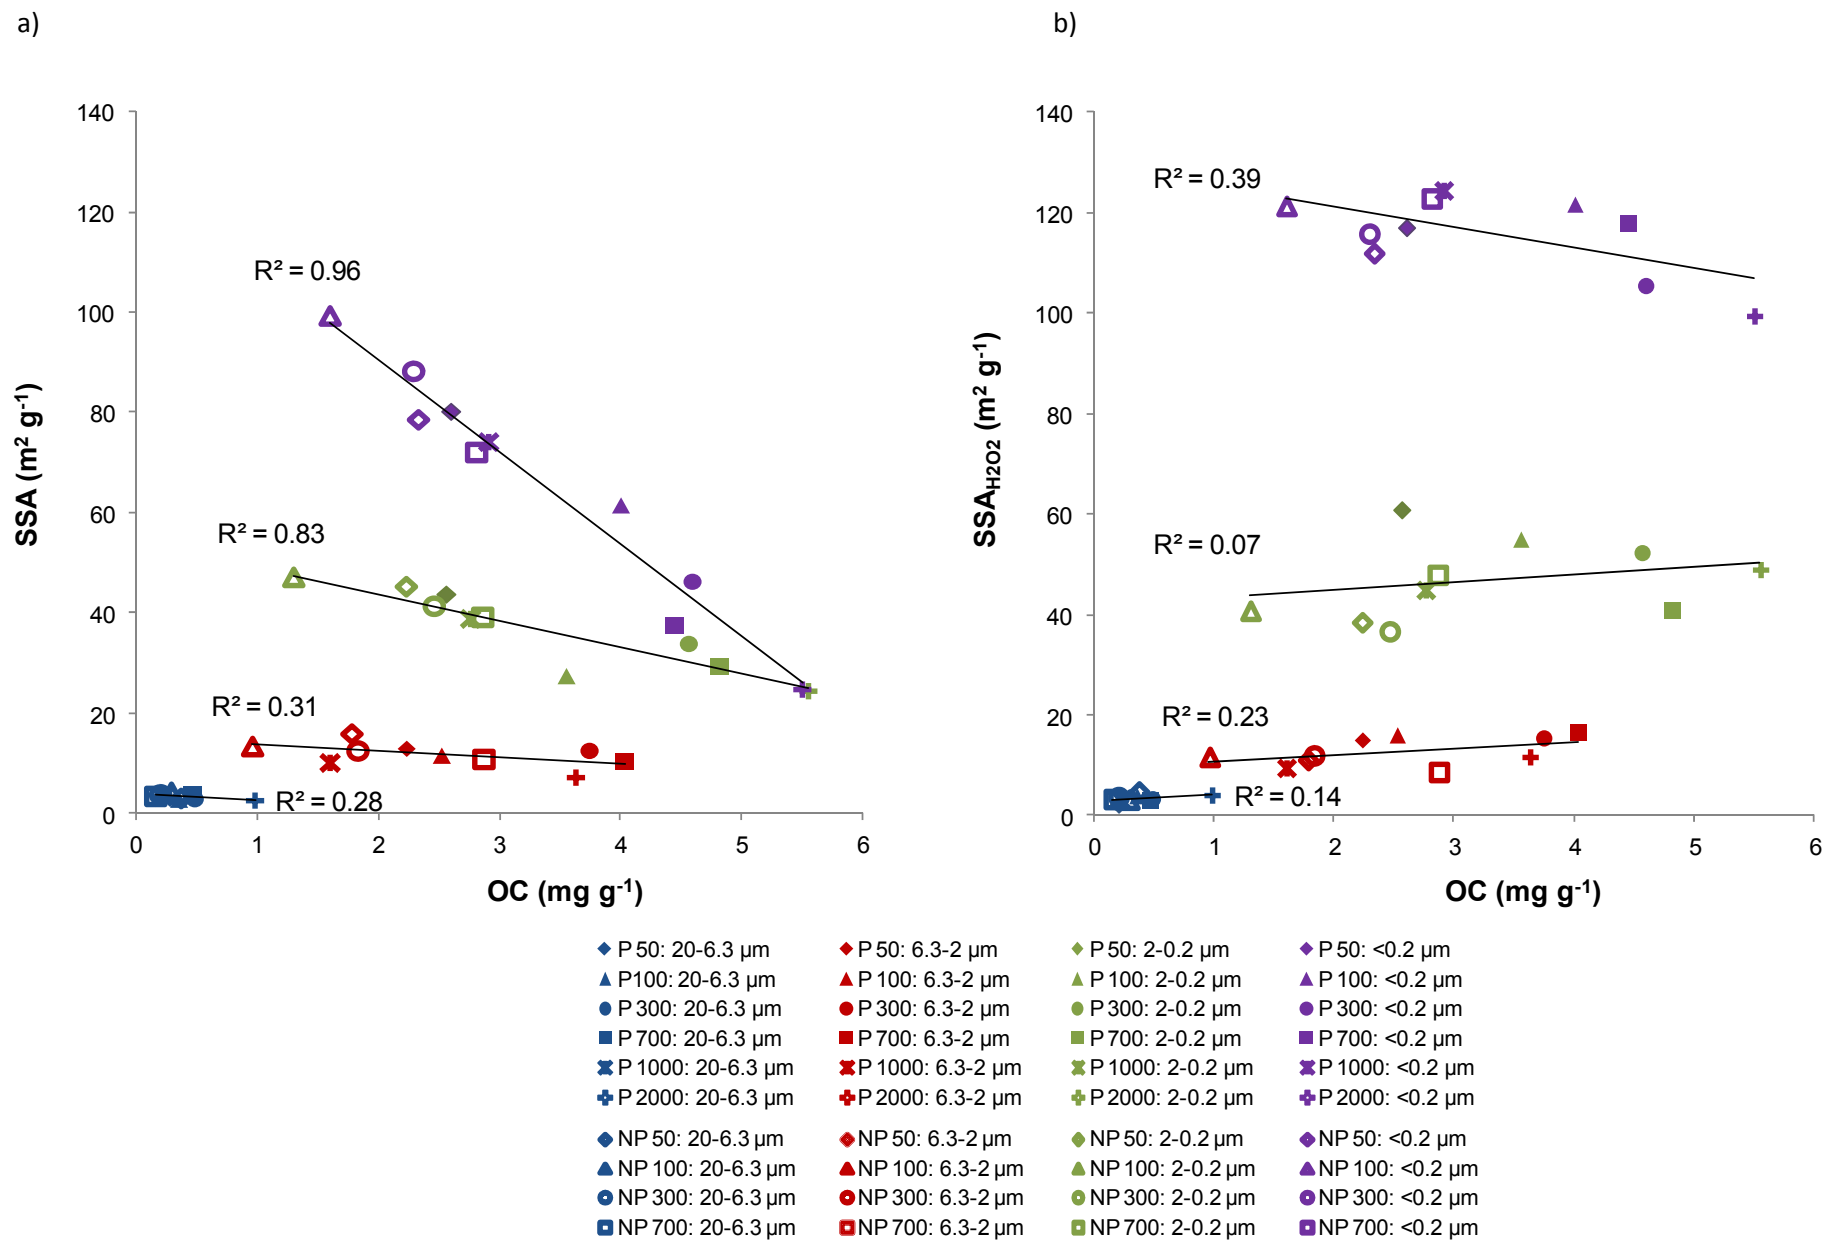 a)
b)
140
120
100
80
60
40
20
0
0 1 2 3 4 5 6
SSA (m² g⁻¹)
OC (mg g⁻¹)
R² = 0.96
R² = 0.83
R² = 0.31
R² = 0.28
140
120
100
80
60
40
20
0
0 1 2 3 4 5 6
SSA_H2O2 (m² g⁻¹)
OC (mg g⁻¹)
R² = 0.39
R² = 0.07
R² = 0.23
R² = 0.14
P 50: 20-6.3 µm P 50: 6.3-2 µm P 50: 2-0.2 µm P 50: <0.2 µm
P100: 20-6.3 µm P 100: 6.3-2 µm P 100: 2-0.2 µm P 100: <0.2 µm
P 300: 20-6.3 µm P 300: 6.3-2 µm P 300: 2-0.2 µm P 300: <0.2 µm
P 700: 20-6.3 µm P 700: 6.3-2 µm P 700: 2-0.2 µm P 700: <0.2 µm
P 1000: 20-6.3 µm P 1000: 6.3-2 µm P 1000: 2-0.2 µm P 1000: <0.2 µm
P 2000: 20-6.3 µm P 2000: 6.3-2 µm P 2000: 2-0.2 µm P 2000: <0.2 µm
NP 50: 20-6.3 µm NP 50: 6.3-2 µm NP 50: 2-0.2 µm NP 50: <0.2 µm
NP 100: 20-6.3 µm NP 100: 6.3-2 µm NP 100: 2-0.2 µm NP 100: <0.2 µm
NP 300: 20-6.3 µm NP 300: 6.3-2 µm NP 300: 2-0.2 µm NP 300: <0.2 µm
NP 700: 20-6.3 µm NP 700: 6.3-2 µm NP 700: 2-0.2 µm NP 700: <0.2 µm